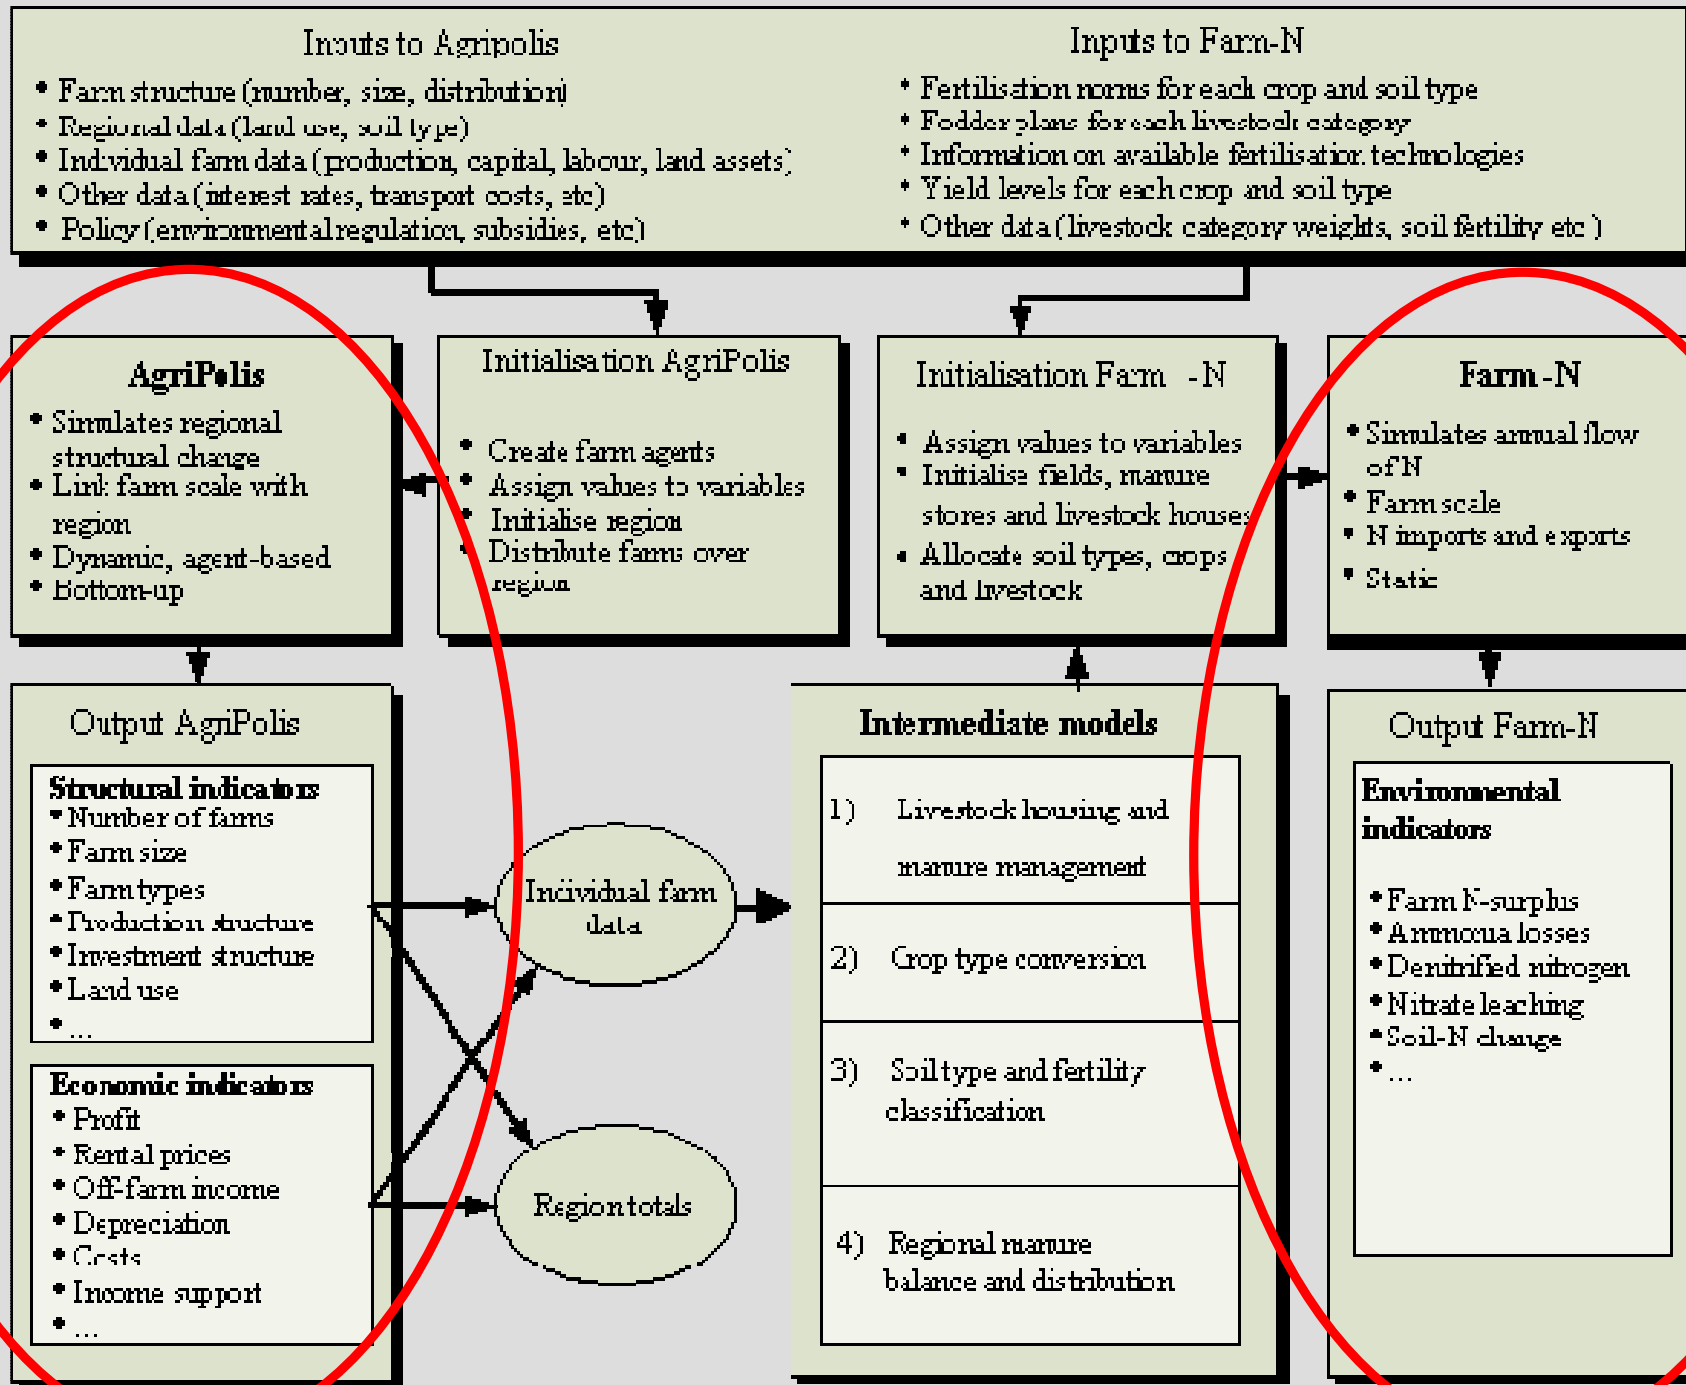 Inputs to Agripolis
• Farm structure (number, size, distribution)
• Regional data (land use, soil type)
• Individual farm data (production, capital, labour, land assets)
• Other data (interest rates, transport costs, etc)
• Policy (environmental regulation, subsidies, etc)
Inputs to Farm-N
• Fertilisation norms for each crop and soil type
• Fodder plans for each livestock category
• Information on available fertilisation technologies
• Yield levels for each crop and soil type
• Other data (livestock category weights, soil fertility etc )
AgriPolis
• Simulates regional
structural change
• Link farm scale with
region
• Dynamic, agent-based
• Bottom-up
Initialisation AgriPolis
• Create farm agents
• Assign values to variables
• Initialise region
• Distribute farms over
region
Initialisation Farm -N
• Assign values to variables
• Initialise fields, manure
stores and livestock houses
• Allocate soil types, crops
and livestock
Farm -N
• Simulates annual flow
of N
• Farm scale
• N imports and exports
• Static
Output AgriPolis
Structural indicators
• Number of farms
• Farm size
• Farm types
• Production structure
• Investment structure
• Land use
• ...
Economic indicators
• Profit
• Rental prices
• Off-farm income
• Depreciation
• Costs
• Income support
• ...
Individual farm
data
Region totals
Intermediate models
1) Livestock housing and
manure management
2) Crop type conversion
3) Soil type and fertility
classification
4) Regional manure
balance and distribution
Output Farm-N
Environmental
indicators
• Farm N-surplus
• Ammonia losses
• Denitrified nitrogen
• Nitrate leaching
• Soil-N change
• ...